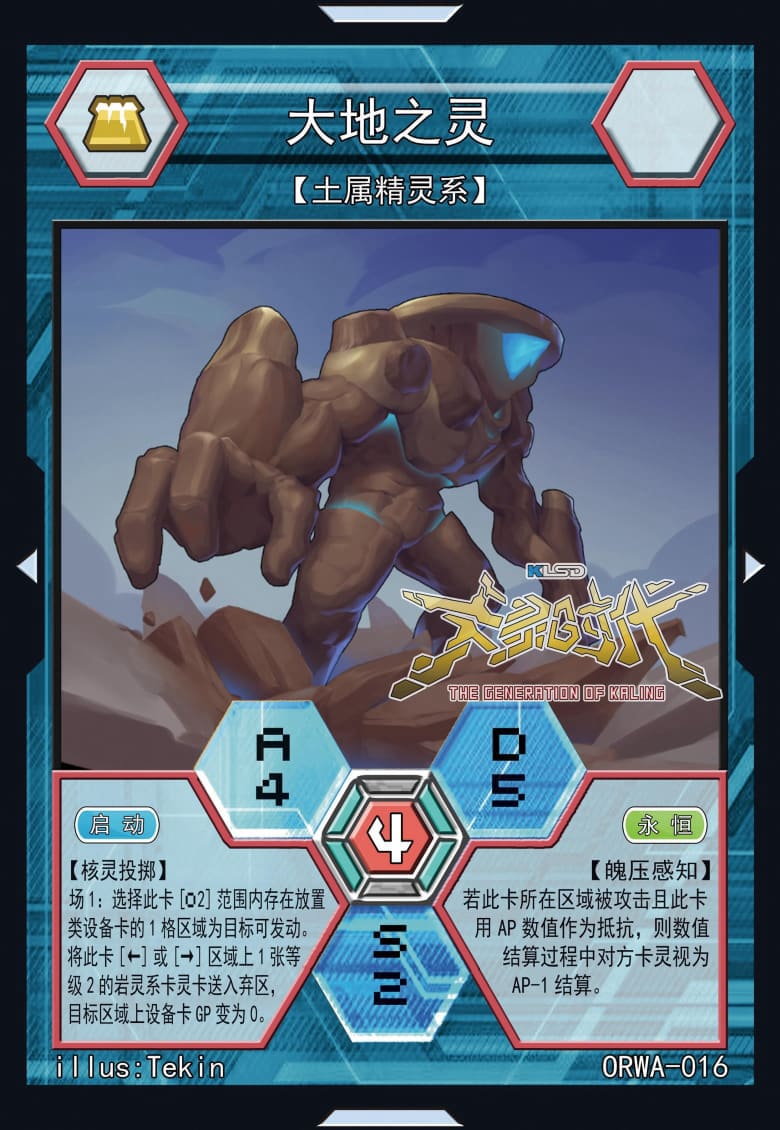 大地之灵
【土属精灵系】
KLSD
卡灵时代
THE GENERATION OF KALING
A
4
D
5
4
S
2
启动
【核灵投掷】
场1：选择此卡[o2]范围内存在放置
类设备卡的1格区域为目标可发动。
将此卡[←]或[→]区域上1张等
级2的岩灵系卡灵卡送入弃区，
目标区域上设备卡GP变为0。
永恒
【魄压感知】
若此卡所在区域被攻击且此卡
用AP数值作为抵抗，则数值
结算过程中对方卡灵视为
AP-1结算。
illus:Tekin
ORWA-016